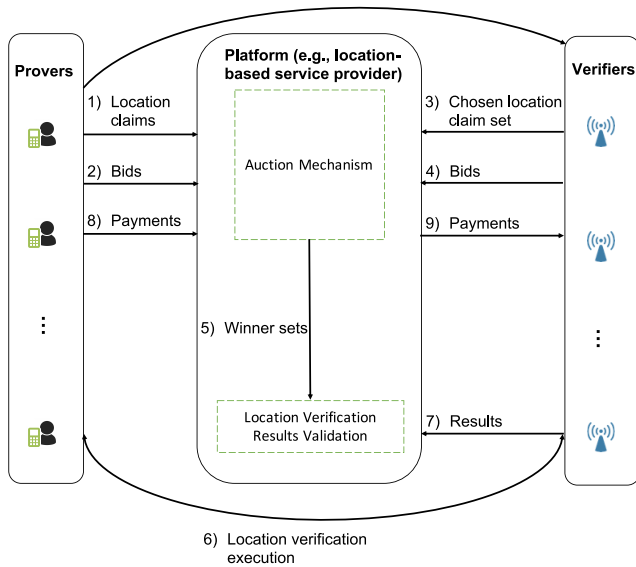 Provers
Platform (e.g., location-
based service provider)
Verifiers
1) Location
claims
3) Chosen location
claim set
Auction Mechanism
2) Bids
4) Bids
8) Payments
9) Payments
...
...
5) Winner sets
Location Verification
Results Validation
7) Results
6) Location verification
execution